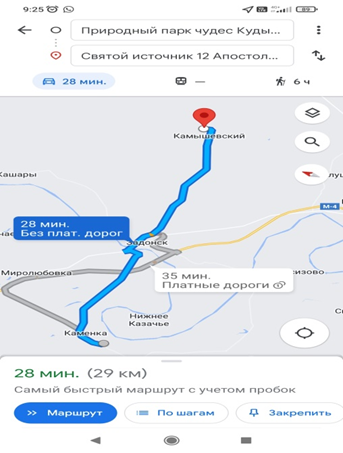 9:25
89
Природный парк чудес Куды...
Святой источник 12 Апостол...
28 мин.
—
6 ч
Камышевский
Кашары
М-4
28 мин.
Без плат. дорог
Задонск
35 мин.
Платные дороги
Миролюбовка
Нижнее
Казачье
Каменка
28 мин. (29 км)
Самый быстрый маршрут с учетом пробок
Маршрут
По шагам
Закрепить